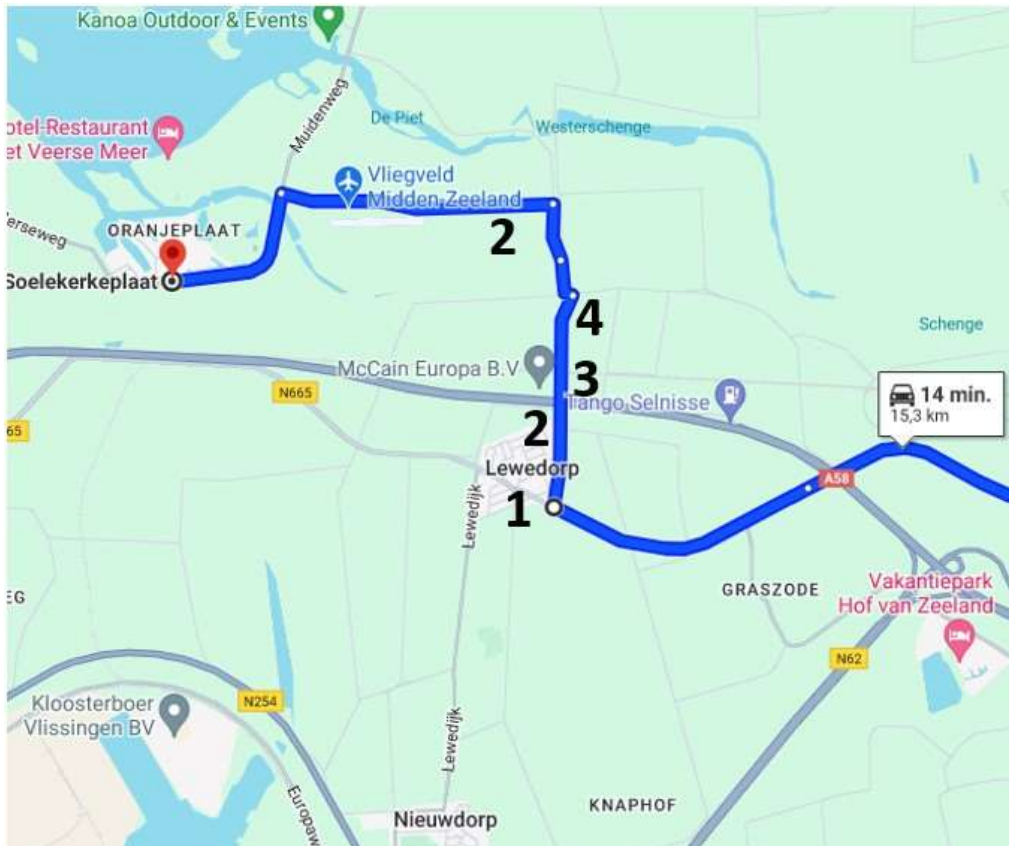 Kanoa Outdoor & Events
Muidenweg
De Piet
Westerschenge
otel-Restaurant
et Veerse Meer
Vliegveld
Midden Zeeland
erseweg
ORANJEPLAAT
2
Soelekerkeplaat
4
Schenge
McCain Europa B.V
3
N665
Tango Selnisse
14 min.
15,3 km
65
2
Lewedorp
A58
1
Lewedijk
GRASZODE
Vakantiepark
Hof van Zeeland
EG
N62
N254
Kloosterboer
Vlissingen BV
Lewedijk
Europaw
KNAPHOF
Nieuwdorp